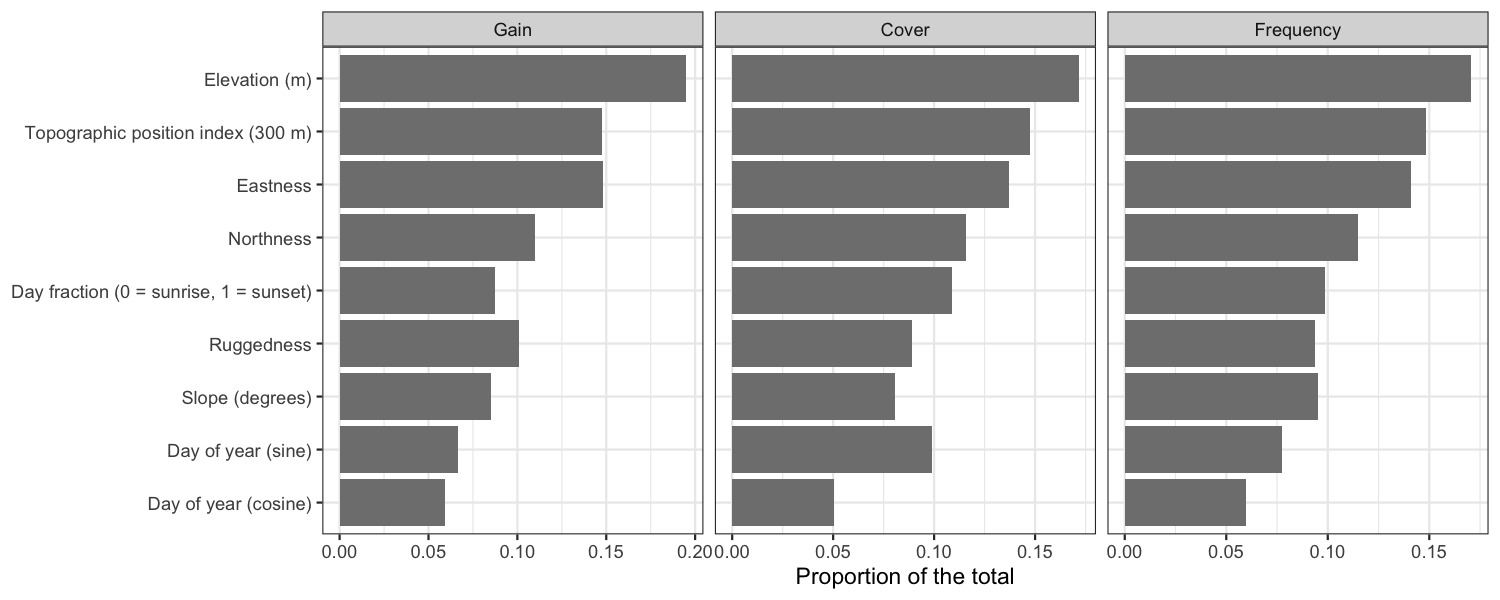 Gain Cover Frequency
Elevation (m)
Topographic position index (300 m)
Eastness
Northness
Day fraction (0 = sunrise, 1 = sunset)
Ruggedness
Slope (degrees)
Day of year (sine)
Day of year (cosine)
0.00 0.05 0.10 0.15 0.20 0.00 0.05 0.10 0.15 0.00 0.05 0.10 0.15
Proportion of the total